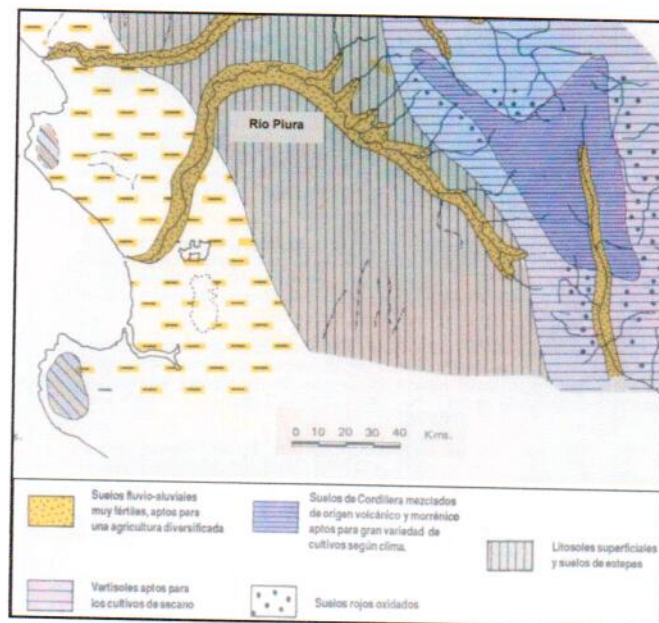 Río Piura
0 10 20 30 40 Kms.
Suelos fluvio-aluviales
muy fértiles, aptos para
una agricultura diversificada
Suelos de Cordillera mezclados
de origen volcánico y morrénico
aptos para gran variedad de
cultivos según clima.
Litosoles superficiales
y suelos de estepas
Vertisoles aptos para
los cultivos de secano
Suelos rojos oxidados